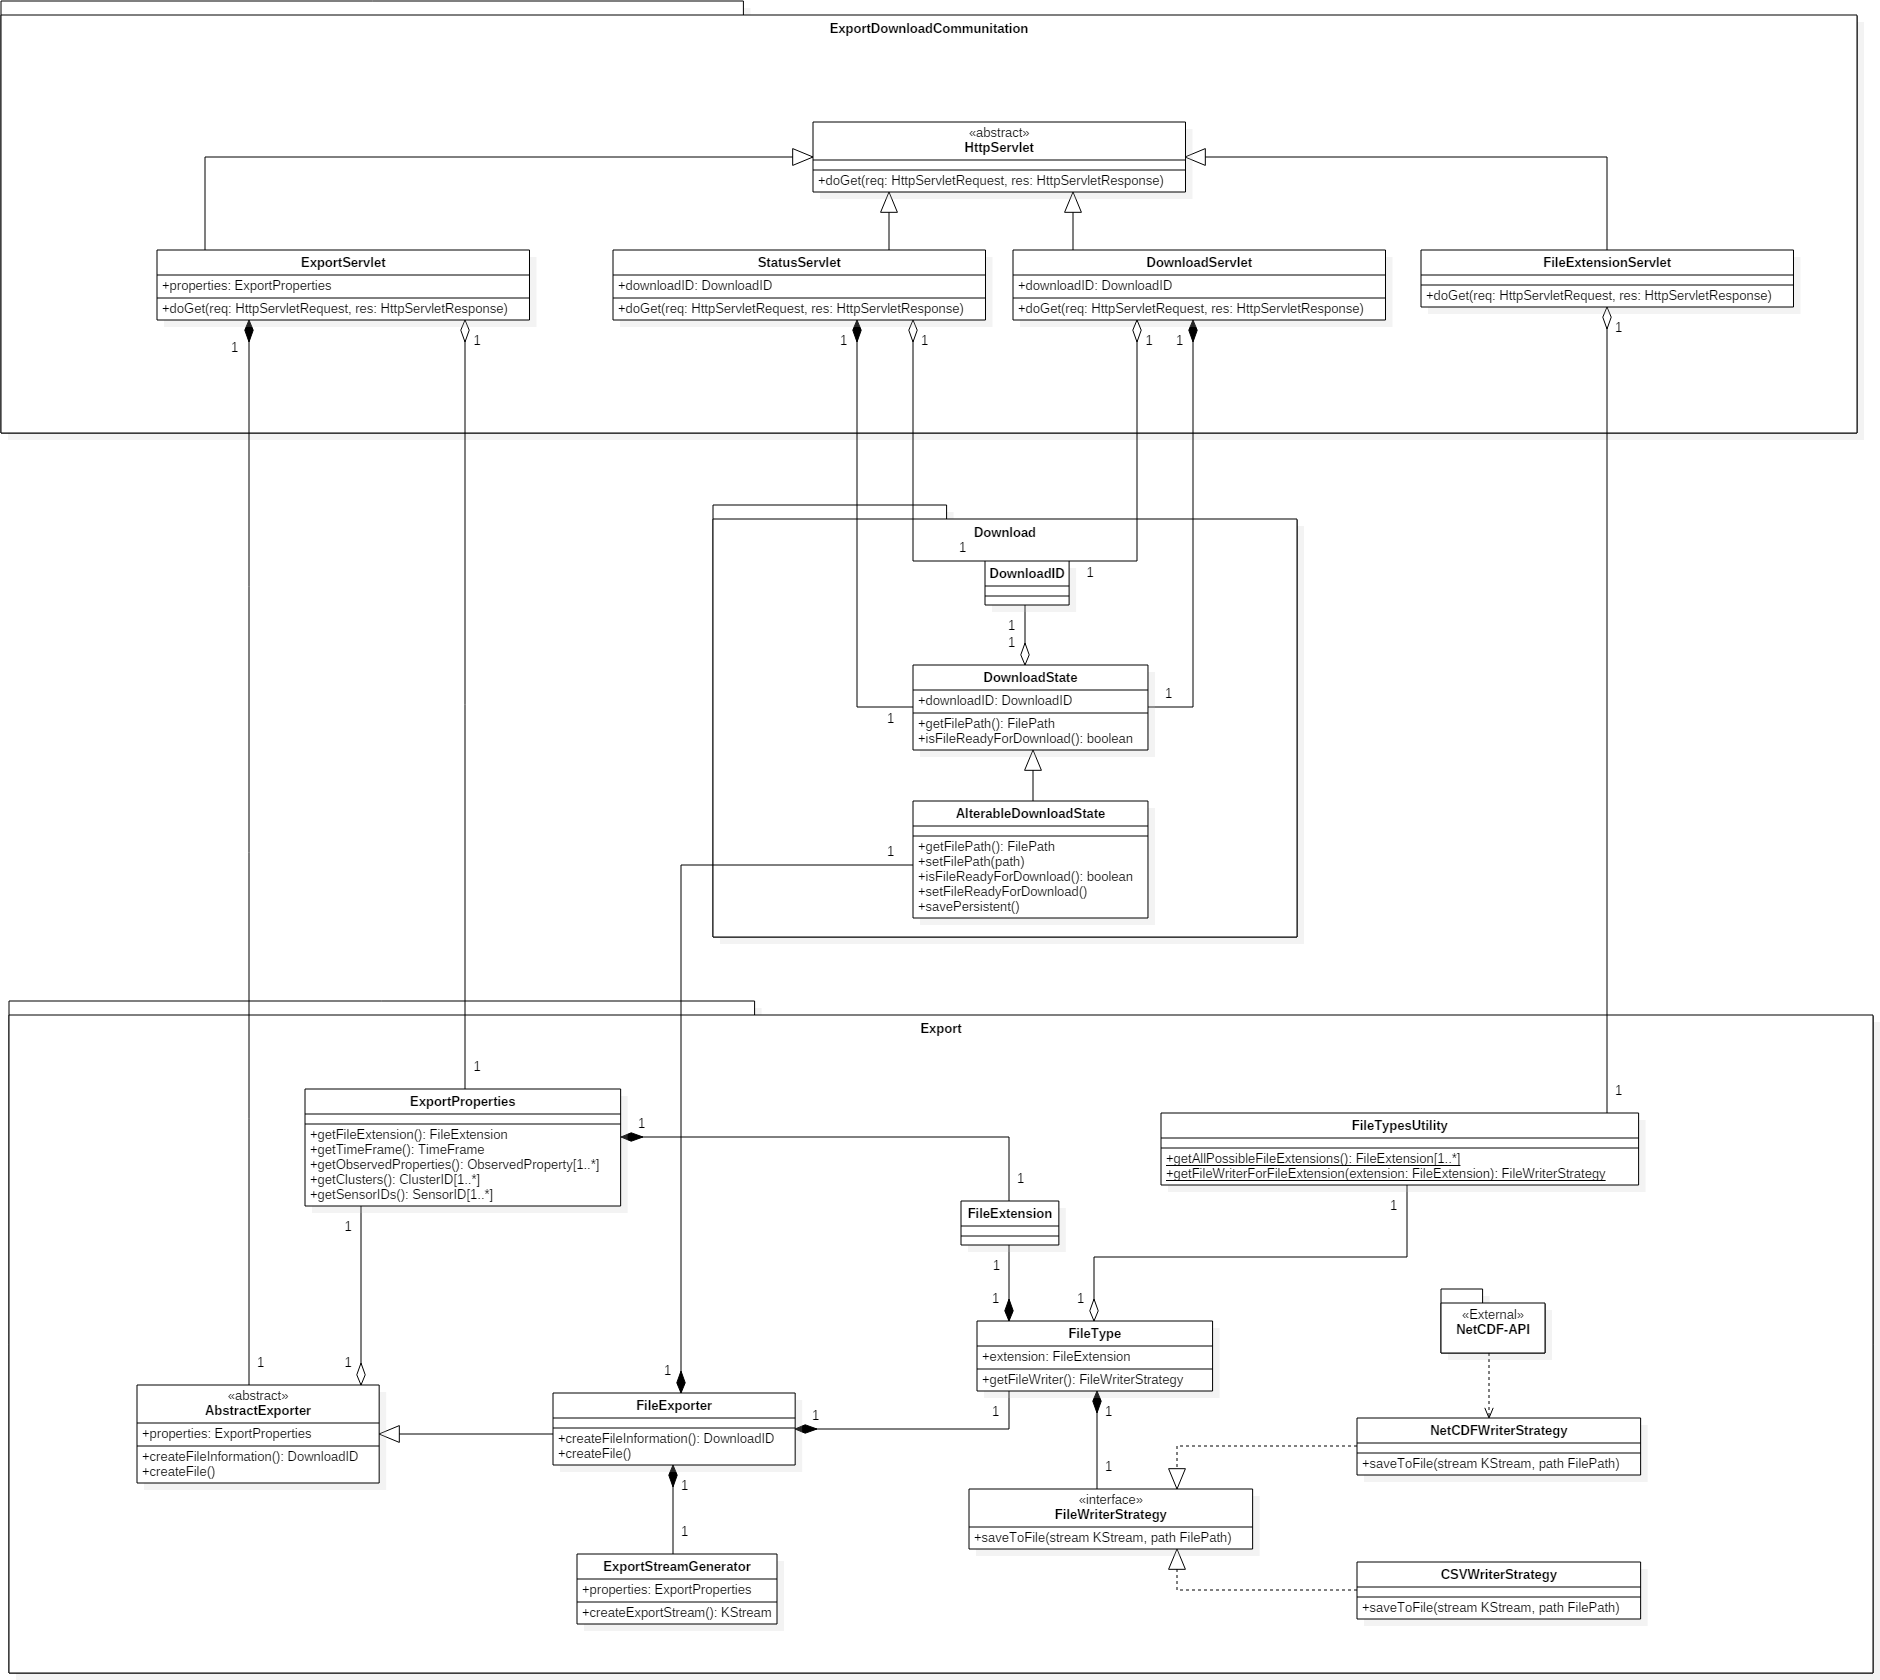 ExportDownloadCommunitation
«abstract»
HttpServlet
+doGet(req: HttpServletRequest, res: HttpServletResponse)
ExportServlet
+properties: ExportProperties
+doGet(req: HttpServletRequest, res: HttpServletResponse)
StatusServlet
+downloadID: DownloadID
+doGet(req: HttpServletRequest, res: HttpServletResponse)
DownloadServlet
+downloadID: DownloadID
+doGet(req: HttpServletRequest, res: HttpServletResponse)
FileExtensionServlet
+doGet(req: HttpServletRequest, res: HttpServletResponse)
1
1
1
1
1
1
1
Download
1
DownloadID
1
1
1
DownloadState
+downloadID: DownloadID
+getFilePath(): FilePath
+isFileReadyForDownload(): boolean
1
1
AlterableDownloadState
+getFilePath(): FilePath
+setFilePath(path)
+isFileReadyForDownload(): boolean
+setFileReadyForDownload()
+savePersistent()
1
Export
1
1
ExportProperties
+getFileExtension(): FileExtension
+getTimeFrame(): TimeFrame
+getObservedProperties(): ObservedProperty[1..*]
+getClusters(): ClusterID[1..*]
+getSensorIDs(): SensorID[1..*]
1
1
FileTypesUtility
+getAllPossibleFileExtensions(): FileExtension[1..*]
+getFileWriterForFileExtension(extension: FileExtension): FileWriterStrategy
FileExtension
1
1
1
1
1
FileType
+extension: FileExtension
+getFileWriter(): FileWriterStrategy
«External»
NetCDF-API
1
1
1
«abstract»
AbstractExporter
+properties: ExportProperties
+createFileInformation(): DownloadID
+createFile()
FileExporter
+createFileInformation(): DownloadID
+createFile()
1
1
1
NetCDFWriterStrategy
+saveToFile(stream KStream, path FilePath)
1
1
1
«interface»
FileWriterStrategy
+saveToFile(stream KStream, path FilePath)
ExportStreamGenerator
+properties: ExportProperties
+createExportStream(): KStream
CSVWriterStrategy
+saveToFile(stream KStream, path FilePath)